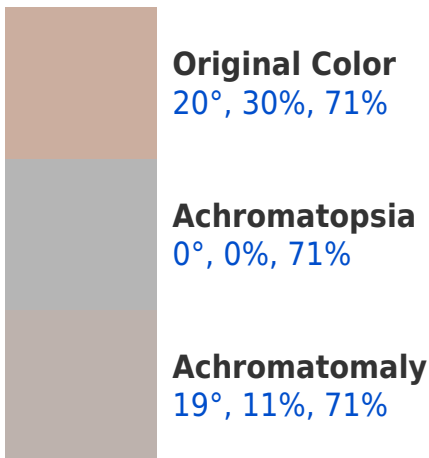 Original Color
20°, 30%, 71%
Achromatopsia
0°, 0%, 71%
Achromatomaly
19°, 11%, 71%